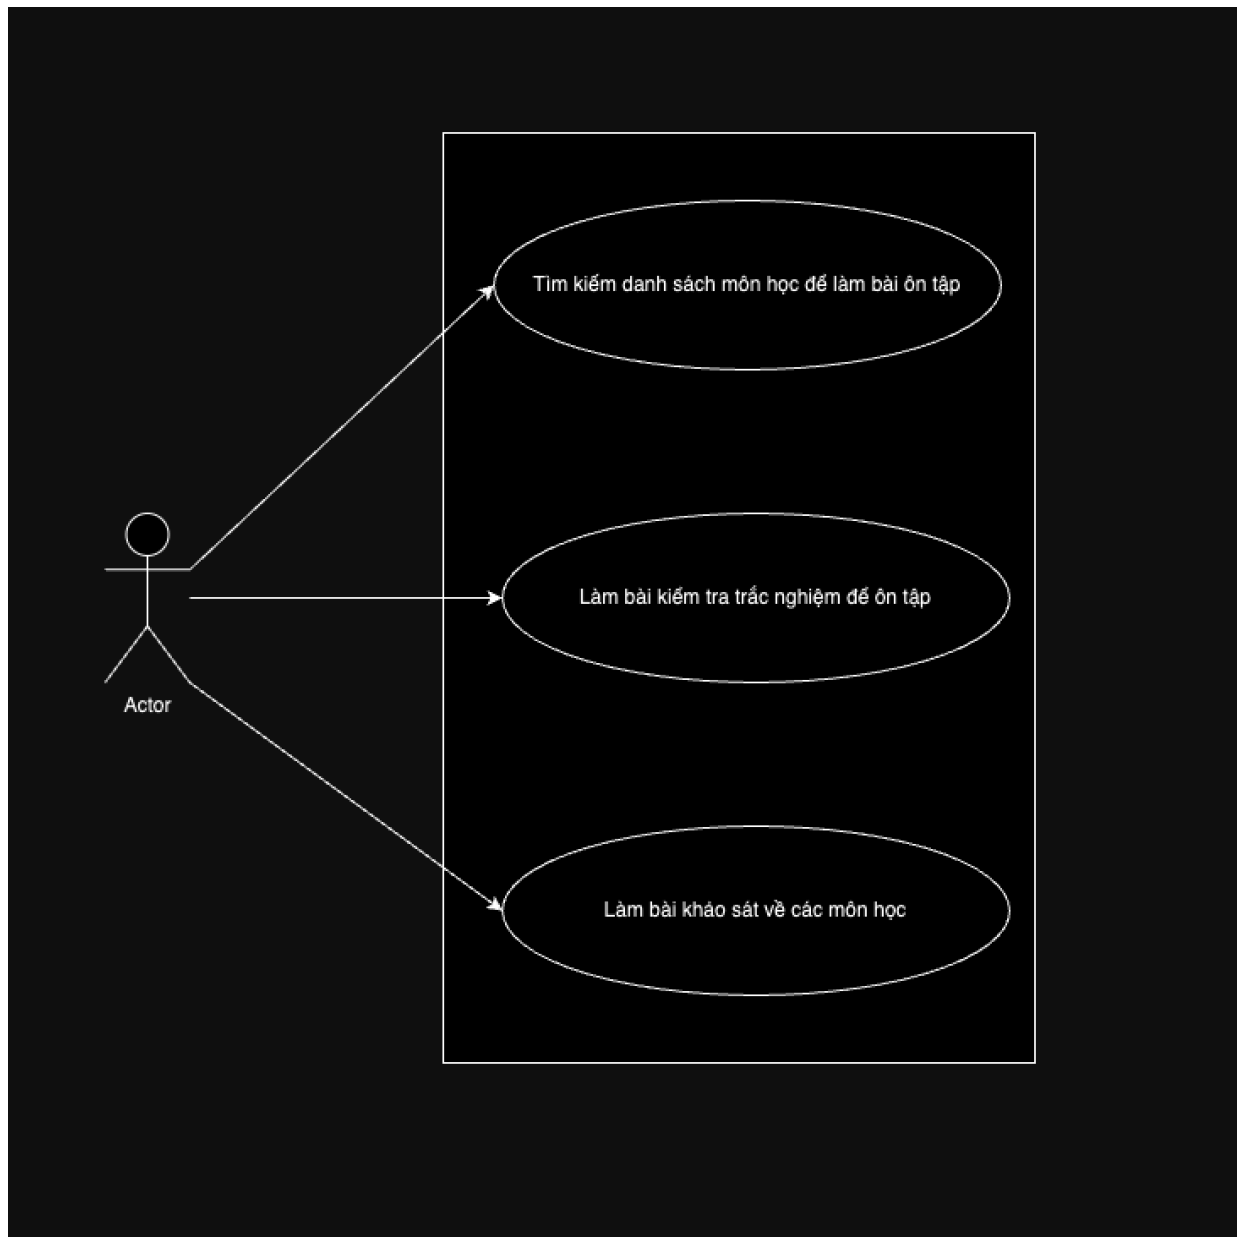 Tìm kiếm danh sách môn học để làm bài ôn tập
Làm bài kiểm tra trắc nghiệm để ôn tập
Actor
Làm bài khảo sát về các môn học